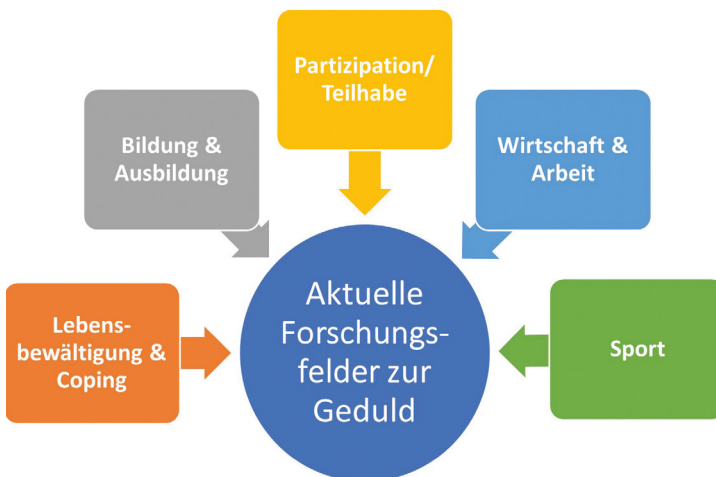 Partizipation/
Teilhabe
Bildung &
Ausbildung
Wirtschaft &
Arbeit
Lebens-
bewältigung &
Coping
Aktuelle
Forschungs-
felder zur
Geduld
Sport